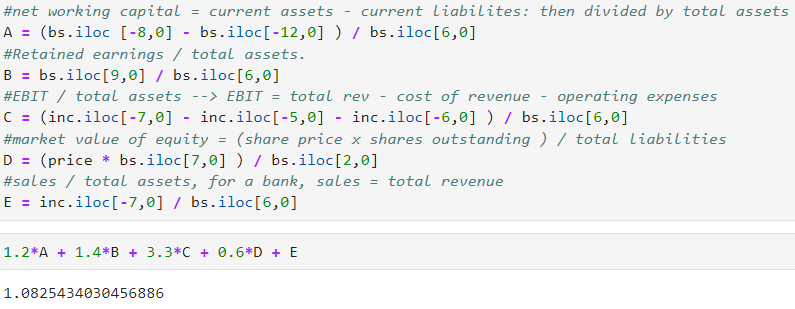 #net working capital = current assets - current liabilites: then divided by total assets
A = (bs.iloc [-8,0] - bs.iloc[-12,0] ) / bs.iloc[6,0]
#Retained earnings / total assets.
B = bs.iloc[9,0] / bs.iloc[6,0]
#EBIT / total assets --> EBIT = total rev - cost of revenue - operating expenses
C = (inc.iloc[-7,0] - inc.iloc[-5,0] - inc.iloc[-6,0] ) / bs.iloc[6,0]
#market value of equity = (share price x shares outstanding ) / total liabilities
D = (price * bs.iloc[7,0] ) / bs.iloc[2,0]
#sales / total assets, for a bank, sales = total revenue
E = inc.iloc[-7,0] / bs.iloc[6,0]
1.2*A + 1.4*B + 3.3*C + 0.6*D + E
1.0825434030456886